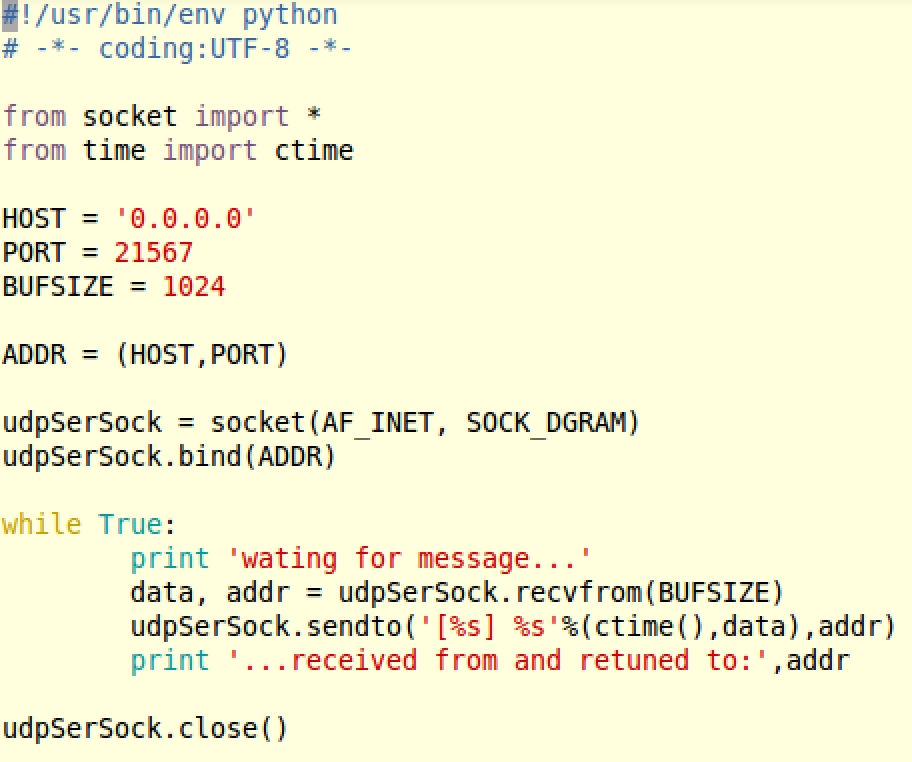 #!/usr/bin/env python
# -*- coding:UTF-8 -*-
from socket import *
from time import ctime
HOST = '0.0.0.0'
PORT = 21567
BUFSIZE = 1024
ADDR = (HOST,PORT)
udpSerSock = socket(AF_INET, SOCK_DGRAM)
udpSerSock.bind(ADDR)
while True:
        print 'wating for message...'
        data, addr = udpSerSock.recvfrom(BUFSIZE)
        udpSerSock.sendto('[%s] %s'%(ctime(),data),addr)
        print '...received from and retuned to:',addr
udpSerSock.close()